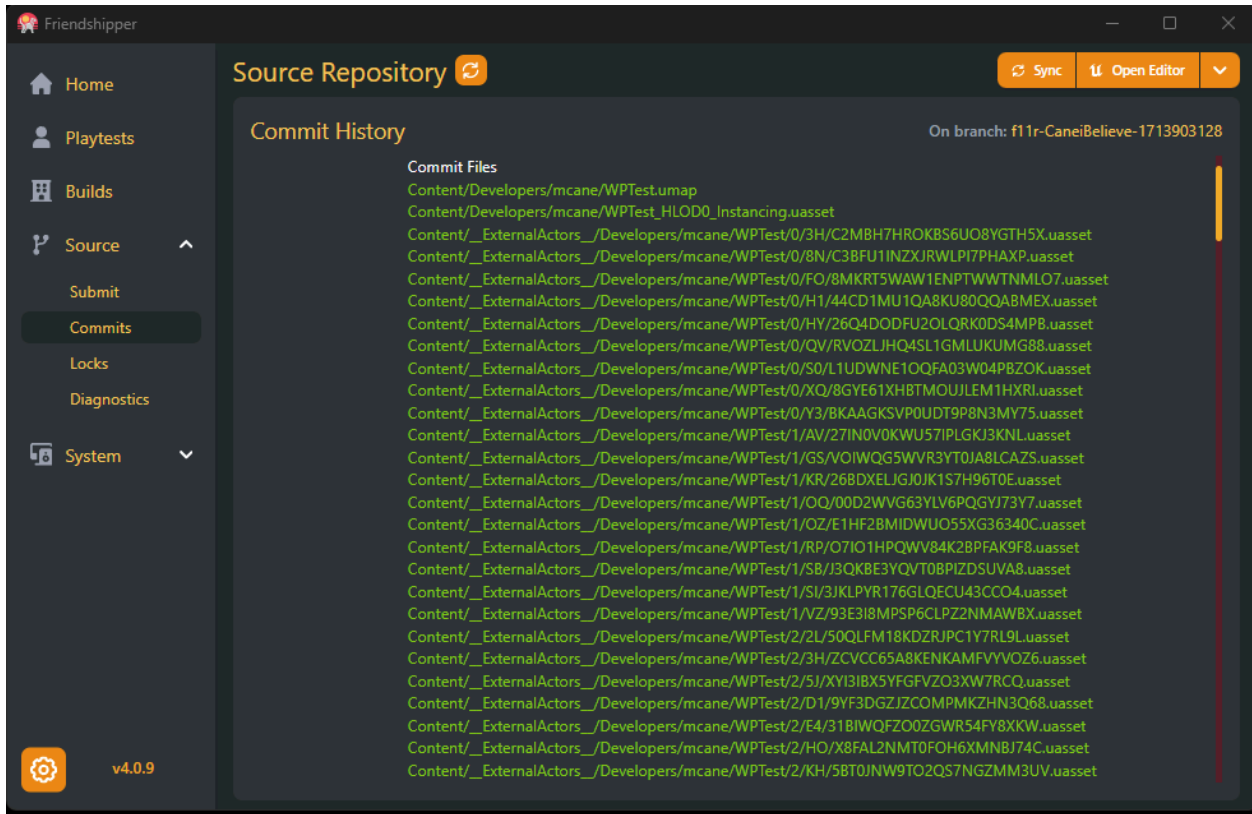 Friendshipper
Home
Playtests
Builds
Source
Submit
Commits
Locks
Diagnostics
System
v4.0.9
Source Repository
Sync
Open Editor
Commit History
On branch: f11r-CaneiBelieve-1713903128
Commit Files
Content/Developers/mcane/WPTest.umap
Content/Developers/mcane/WPTest_HLOD0_Instancing.uasset
Content/__ExternalActors__/Developers/mcane/WPTest/0/3H/C2MBH7HROKBS6UO8YGTH5X.uasset
Content/__ExternalActors__/Developers/mcane/WPTest/0/8N/C3BFU1INZXJRWLPI7PHAXP.uasset
Content/__ExternalActors__/Developers/mcane/WPTest/0/FO/8MKRT5WAW1ENPTWWTNMLO7.uasset
Content/__ExternalActors__/Developers/mcane/WPTest/0/H1/44CD1MU1QA8KU80QQABMEX.uasset
Content/__ExternalActors__/Developers/mcane/WPTest/0/HY/26Q4DODFU2OLQRK0DS4MPB.uasset
Content/__ExternalActors__/Developers/mcane/WPTest/0/QV/RVOZLJHQ4SL1GMLUKUMG88.uasset
Content/__ExternalActors__/Developers/mcane/WPTest/0/S0/L1UDWNE1OQFA03W04PBZOK.uasset
Content/__ExternalActors__/Developers/mcane/WPTest/0/XQ/8GYE61XHBTMOUJLEM1HXRI.uasset
Content/__ExternalActors__/Developers/mcane/WPTest/0/Y3/BKAAGKSVP0UDT9P8N3MY75.uasset
Content/__ExternalActors__/Developers/mcane/WPTest/1/AV/27IN0V0KWU57IPLGKJ3KNL.uasset
Content/__ExternalActors__/Developers/mcane/WPTest/1/GS/VOIWQG5WVR3YT0JA8LCAZS.uasset
Content/__ExternalActors__/Developers/mcane/WPTest/1/KR/26BDXELJGJ0JK1S7H96T0E.uasset
Content/__ExternalActors__/Developers/mcane/WPTest/1/OQ/00D2WVG63YLV6PQGYJ73Y7.uasset
Content/__ExternalActors__/Developers/mcane/WPTest/1/OZ/E1HF2BMIDWUO55XG36340C.uasset
Content/__ExternalActors__/Developers/mcane/WPTest/1/RP/O7IO1HPQWV84K2BPFAK9F8.uasset
Content/__ExternalActors__/Developers/mcane/WPTest/1/SB/J3QKBE3YQVT0BPIZDSUVA8.uasset
Content/__ExternalActors__/Developers/mcane/WPTest/1/SI/3JKLPYR176GLQECU43CCO4.uasset
Content/__ExternalActors__/Developers/mcane/WPTest/1/VZ/93E3I8MPSP6CLPZ2NMAWBX.uasset
Content/__ExternalActors__/Developers/mcane/WPTest/2/2L/50QLFM18KDZRJPC1Y7RL9L.uasset
Content/__ExternalActors__/Developers/mcane/WPTest/2/3H/ZCVCC65A8KENKAMFVYVOZ6.uasset
Content/__ExternalActors__/Developers/mcane/WPTest/2/5J/XYI3IBX5YFGFVZO3XW7RCQ.uasset
Content/__ExternalActors__/Developers/mcane/WPTest/2/D1/9YF3DGZJZCOMPMKZHN3Q68.uasset
Content/__ExternalActors__/Developers/mcane/WPTest/2/E4/31BIWQFZO0ZGWR54FY8XKW.uasset
Content/__ExternalActors__/Developers/mcane/WPTest/2/HO/X8FAL2NMT0FOH6XMNBJ74C.uasset
Content/__ExternalActors__/Developers/mcane/WPTest/2/KH/5BT0JNW9TO2QS7NGZMM3UV.uasset